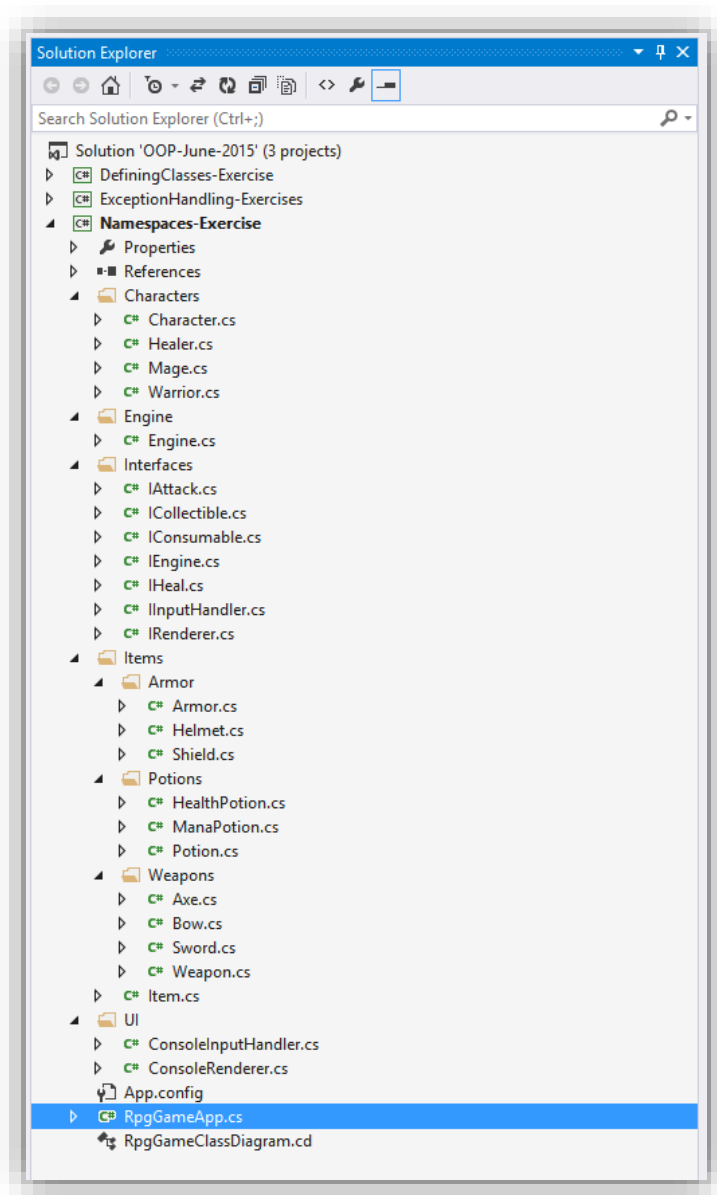 Solution Explorer
Search Solution Explorer (Ctrl+;)
Solution 'OOP-June-2015' (3 projects)
C# DefiningClasses-Exercise
C# ExceptionHandling-Exercises
C# Namespaces-Exercise
Properties
References
Characters
C# Character.cs
C# Healer.cs
C# Mage.cs
C# Warrior.cs
Engine
C# Engine.cs
Interfaces
C# IAttack.cs
C# ICollectible.cs
C# IConsumable.cs
C# IEngine.cs
C# IHeal.cs
C# IInputHandler.cs
C# IRenderer.cs
Items
Armor
C# Armor.cs
C# Helmet.cs
C# Shield.cs
Potions
C# HealthPotion.cs
C# ManaPotion.cs
C# Potion.cs
Weapons
C# Axe.cs
C# Bow.cs
C# Sword.cs
C# Weapon.cs
C# Item.cs
UI
C# ConsoleInputHandler.cs
C# ConsoleRenderer.cs
App.config
C# RpgGameApp.cs
RpgGameClassDiagram.cd